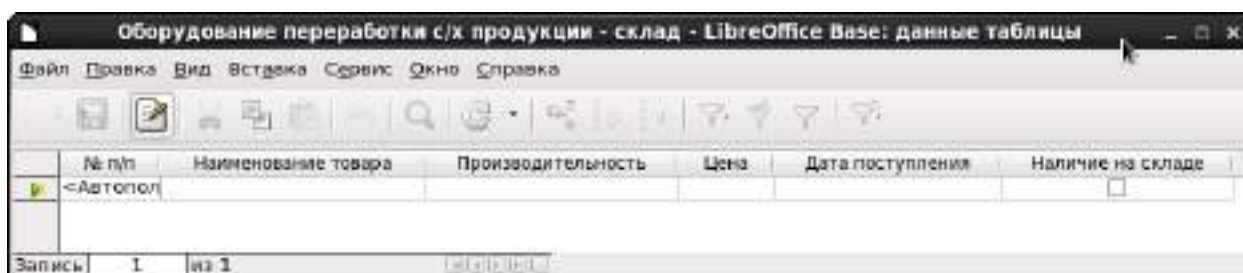 Оборудование переработки с/х продукции - склад - LibreOffice Base: данные таблицы
Файл Правка Вид Вставка Сервис Окно Справка
№ п/п Наименование товара Производительность Цена Дата поступления Наличие на складе
<Автопол
Запись 1 из 1